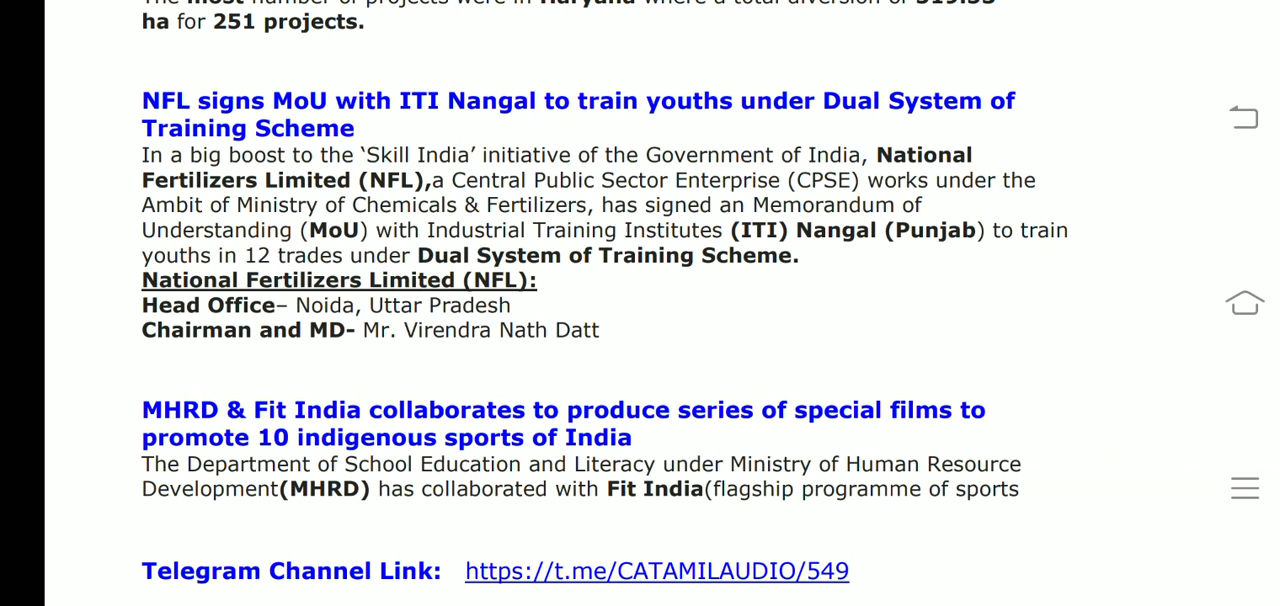 ha for 251 projects.
NFL signs MoU with ITI Nangal to train youths under Dual System of
Training Scheme
In a big boost to the ‘Skill India’ initiative of the Government of India, National
Fertilizers Limited (NFL),a Central Public Sector Enterprise (CPSE) works under the
Ambit of Ministry of Chemicals & Fertilizers, has signed an Memorandum of
Understanding (MoU) with Industrial Training Institutes (ITI) Nangal (Punjab) to train
youths in 12 trades under Dual System of Training Scheme.
National Fertilizers Limited (NFL):
Head Office– Noida, Uttar Pradesh
Chairman and MD- Mr. Virendra Nath Datt
MHRD & Fit India collaborates to produce series of special films to
promote 10 indigenous sports of India
The Department of School Education and Literacy under Ministry of Human Resource
Development(MHRD) has collaborated with Fit India(flagship programme of sports
Telegram Channel Link: https://t.me/CATAMILAUDIO/549